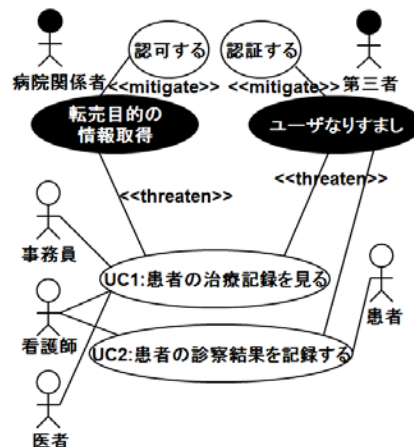 認可する
認証する
病院関係者
<<mitigate>>
<<mitigate>>
第三者
転売目的の
情報取得
ユーザなりすまし
<<threaten>>
<<threaten>>
事務員
UC1:患者の治療記録を見る
患者
看護師
UC2:患者の診察結果を記録する
医者